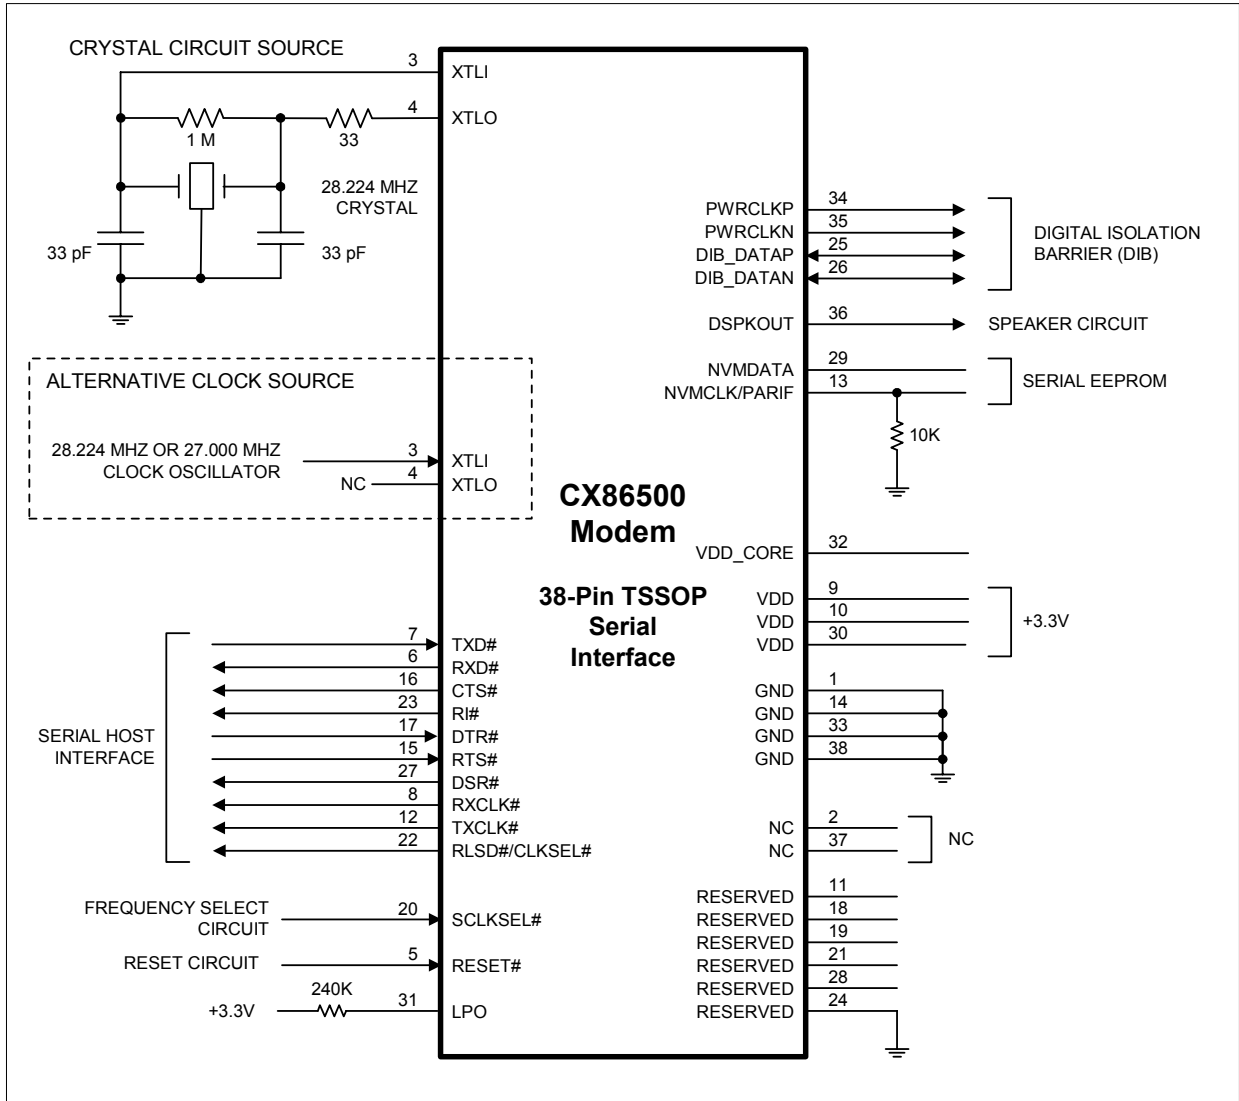 CRYSTAL CIRCUIT SOURCE
3
XTLI
4
XTLO
1 M
33
28.224 MHZ
CRYSTAL
33 pF
33 pF
ALTERNATIVE CLOCK SOURCE
28.224 MHZ OR 27.000 MHZ
CLOCK OSCILLATOR
3
XTLI
NC
4
XTLO
SERIAL HOST
INTERFACE
7
TXD#
6
RXD#
16
CTS#
23
RI#
17
DTR#
15
RTS#
27
DSR#
8
RXCLK#
12
TXCLK#
22
RLSD#/CLKSEL#
FREQUENCY SELECT
CIRCUIT
20
SCLKSEL#
RESET CIRCUIT
5
RESET#
+3.3V
240K
31
LPO
CX86500
Modem
38-Pin TSSOP
Serial
Interface
PWRCLKP
34
PWRCLKN
35
DIB_DATAP
25
DIB_DATAN
26
DIGITAL ISOLATION
BARRIER (DIB)
DSPKOUT
36
SPEAKER CIRCUIT
NVMDATA
29
NVMCLK/PARIF
13
SERIAL EEPROM
10K
VDD_CORE
32
VDD
9
VDD
10
VDD
30
+3.3V
GND
1
GND
14
GND
33
GND
38
NC
2
NC
37
NC
RESERVED
11
RESERVED
18
RESERVED
19
RESERVED
21
RESERVED
28
RESERVED
24